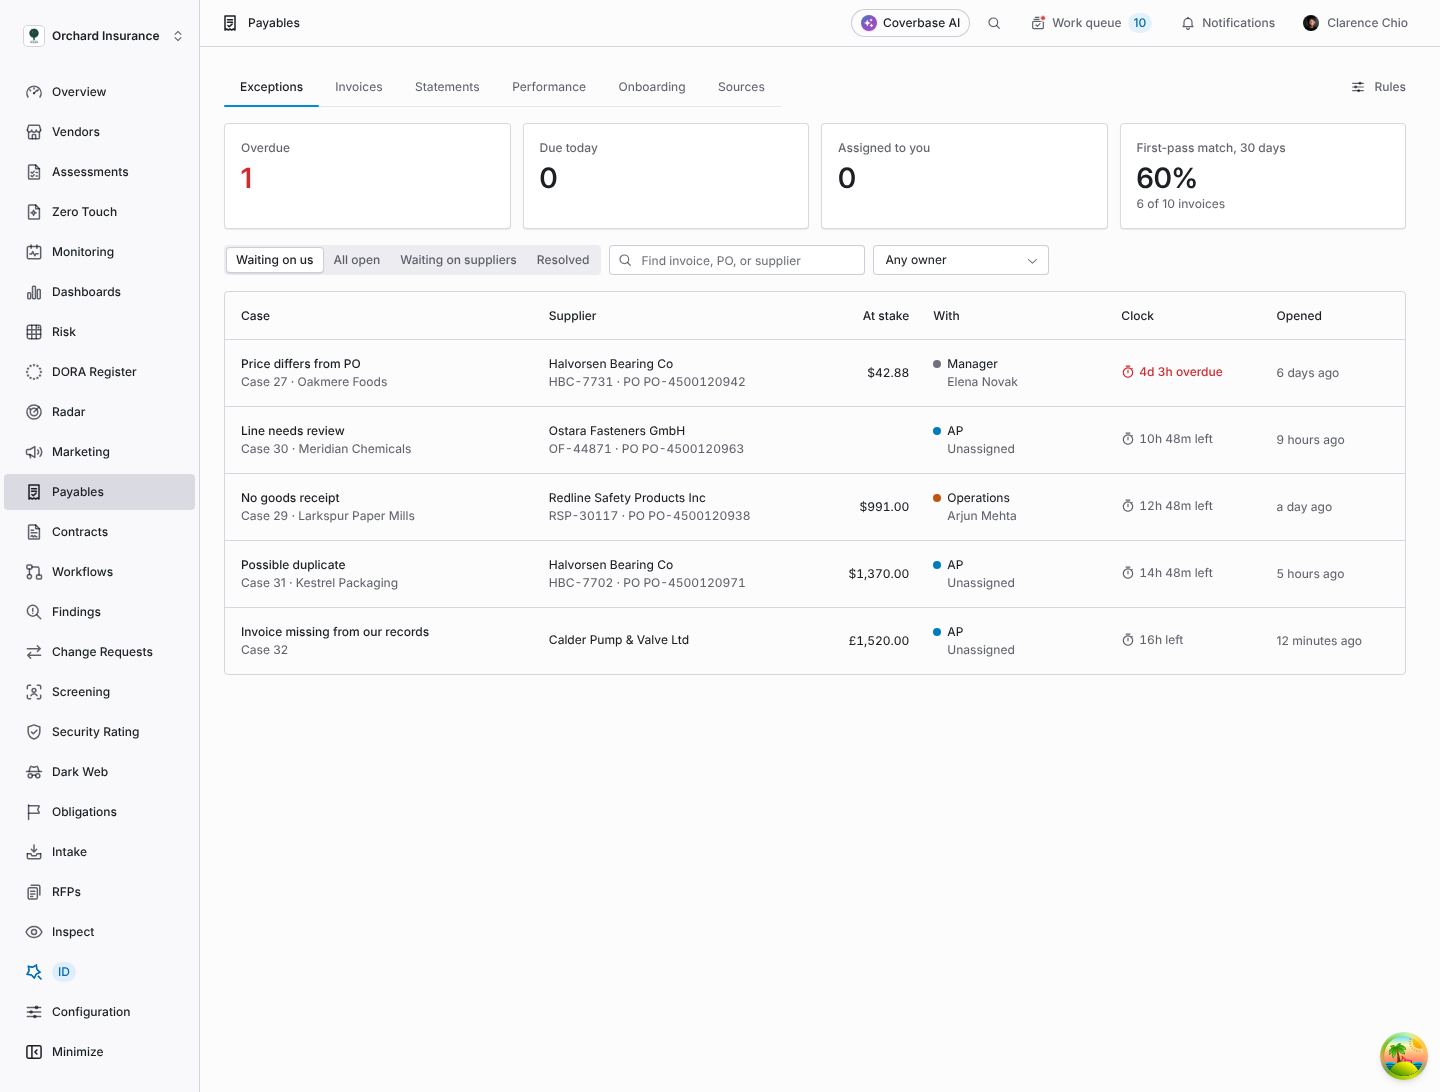 Orchard Insurance
Payables
Coverbase AI
Work queue 10
Notifications
Clarence Chio
Overview
Vendors
Assessments
Zero Touch
Monitoring
Dashboards
Risk
DORA Register
Radar
Marketing
Payables
Contracts
Workflows
Findings
Change Requests
Screening
Security Rating
Dark Web
Obligations
Intake
RFPs
Inspect
ID
Configuration
Minimize
Exceptions Invoices Statements Performance Onboarding Sources
Rules
Overdue
1
Due today
0
Assigned to you
0
First-pass match, 30 days
60%
6 of 10 invoices
Waiting on us All open Waiting on suppliers Resolved
Find invoice, PO, or supplier
Any owner
Case Supplier At stake With Clock Opened
Price differs from PO
Case 27 · Oakmere Foods
Halvorsen Bearing Co
HBC-7731 · PO PO-4500120942
$42.88
Manager
Elena Novak
4d 3h overdue
6 days ago
Line needs review
Case 30 · Meridian Chemicals
Ostara Fasteners GmbH
OF-44871 · PO PO-4500120963
AP
Unassigned
10h 48m left
9 hours ago
No goods receipt
Case 29 · Larkspur Paper Mills
Redline Safety Products Inc
RSP-30117 · PO PO-4500120938
$991.00
Operations
Arjun Mehta
12h 48m left
a day ago
Possible duplicate
Case 31 · Kestrel Packaging
Halvorsen Bearing Co
HBC-7702 · PO PO-4500120971
$1,370.00
AP
Unassigned
14h 48m left
5 hours ago
Invoice missing from our records
Case 32
Calder Pump & Valve Ltd
£1,520.00
AP
Unassigned
16h left
12 minutes ago